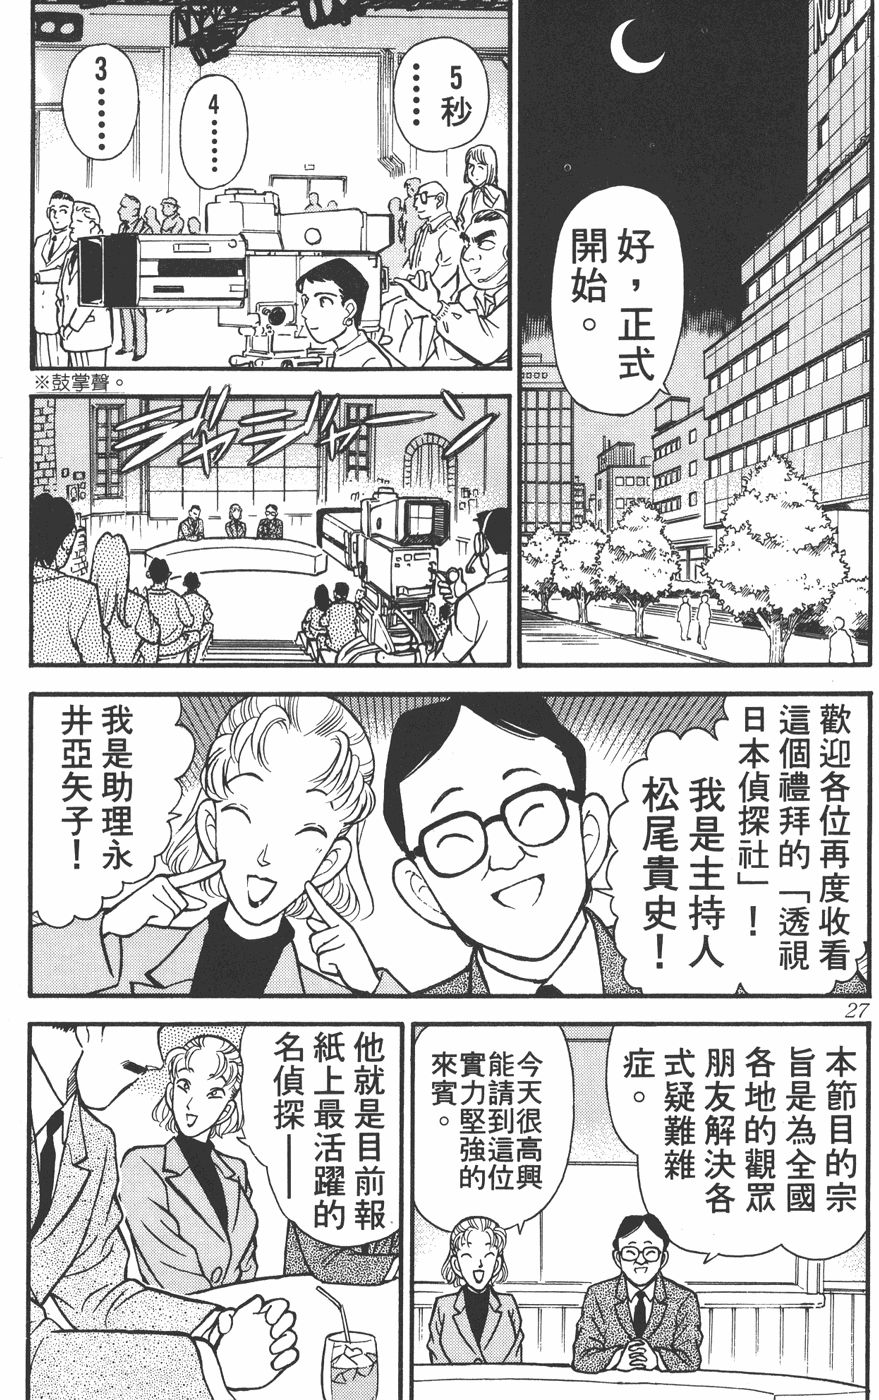 好，正式
開始。
5秒
……
4……
3……
※鼓掌聲。
ジャジャーン
歡迎各位再度收看
這個禮拜的「透視
日本偵探社」！
我是主持人
松尾貴史！
我是助理永
井亞矢子！
27
本節目的宗
旨是為全國
各地的觀眾
朋友解決各
式疑難雜
症。
今天很高興
能請到這位
實力堅強的
來賓。
他就是目前報
紙上最活躍的
名偵探——